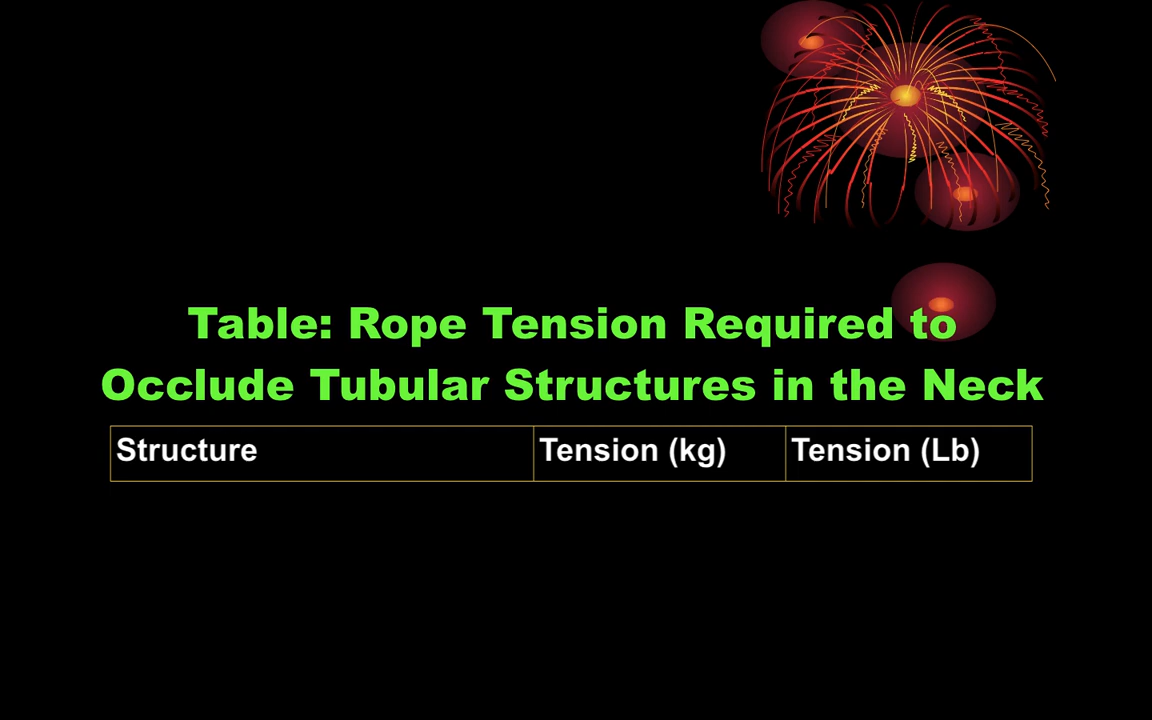 Table: Rope Tension Required to
Occlude Tubular Structures in the Neck
Structure Tension (kg) Tension (Lb)